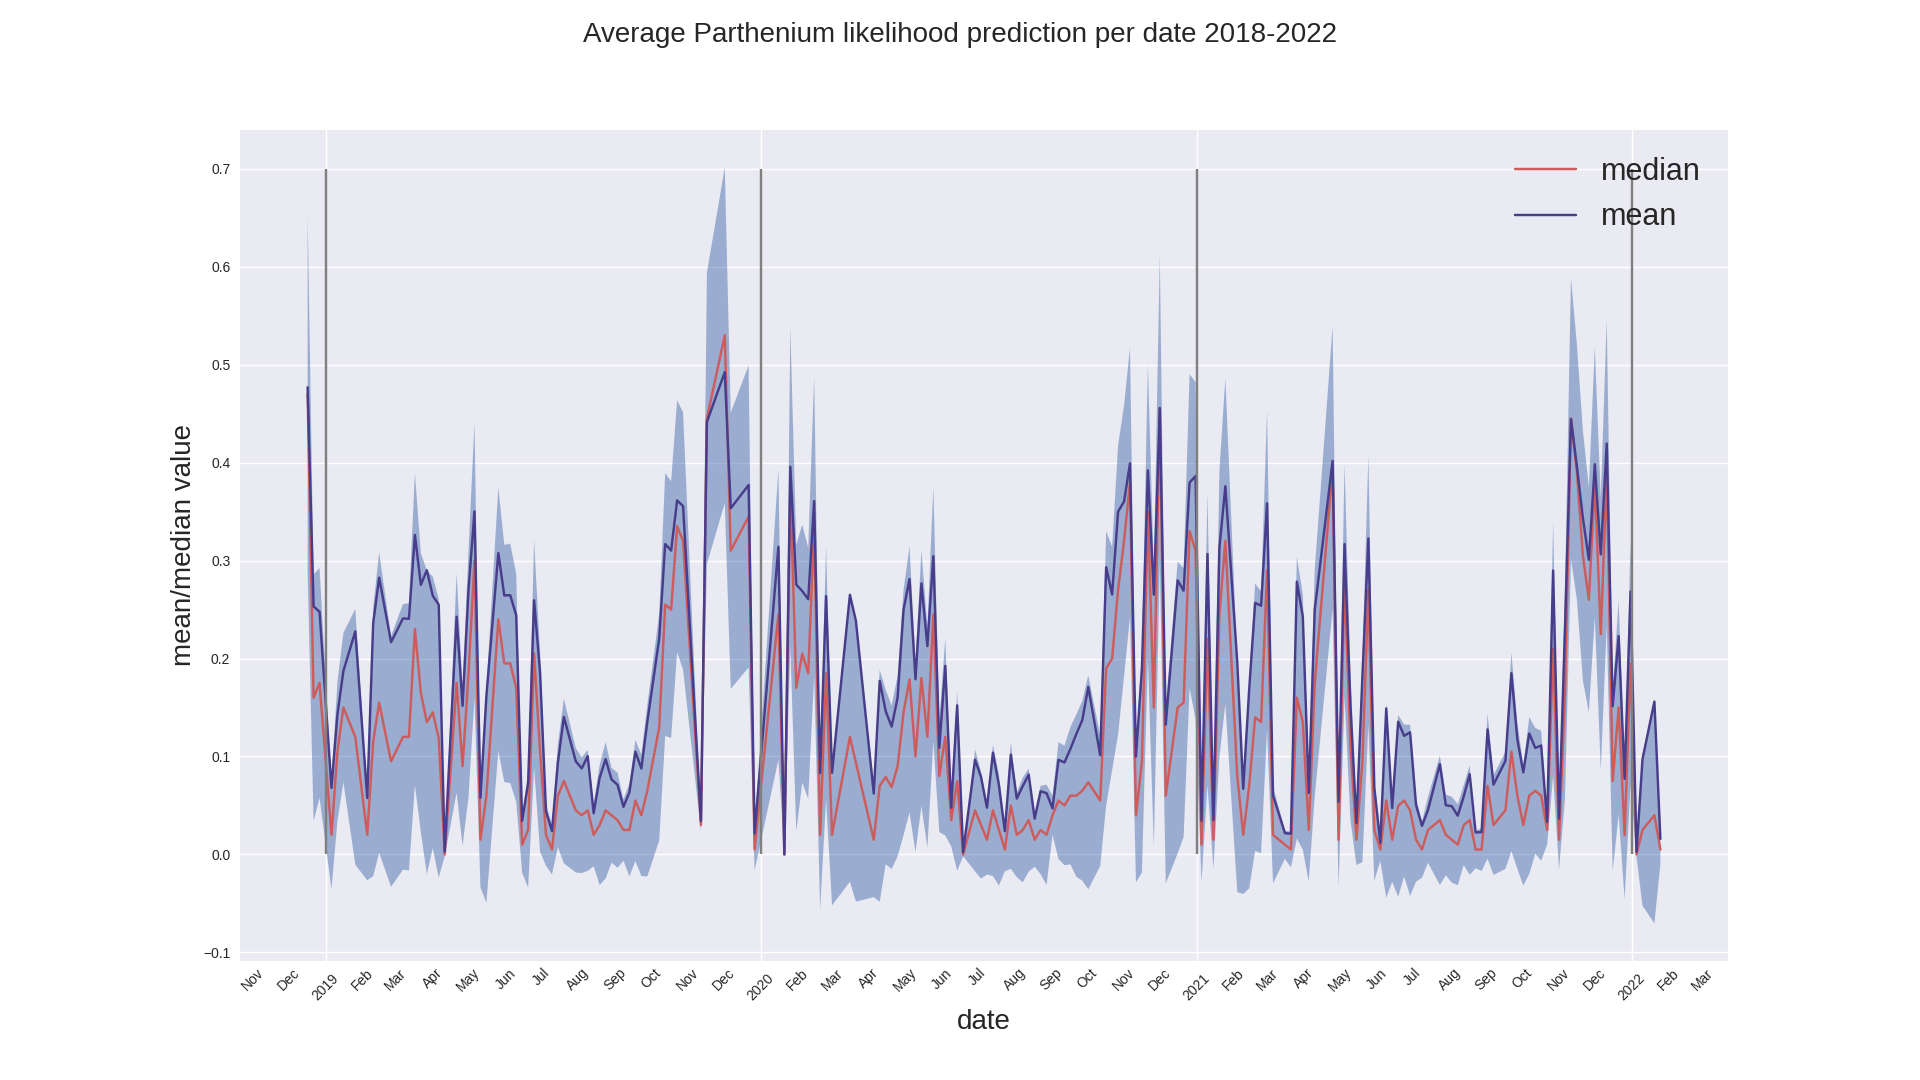 Average Parthenium likelihood prediction per date 2018-2022
median
mean
0.7
0.6
0.5
0.4
0.3
0.2
0.1
0.0
−0.1
mean/median value
Nov Dec 2019 Feb Mar Apr May Jun Jul Aug Sep Oct Nov Dec 2020 Feb Mar Apr May Jun Jul Aug Sep Oct Nov Dec 2021 Feb Mar Apr May Jun Jul Aug Sep Oct Nov Dec 2022 Feb Mar
date